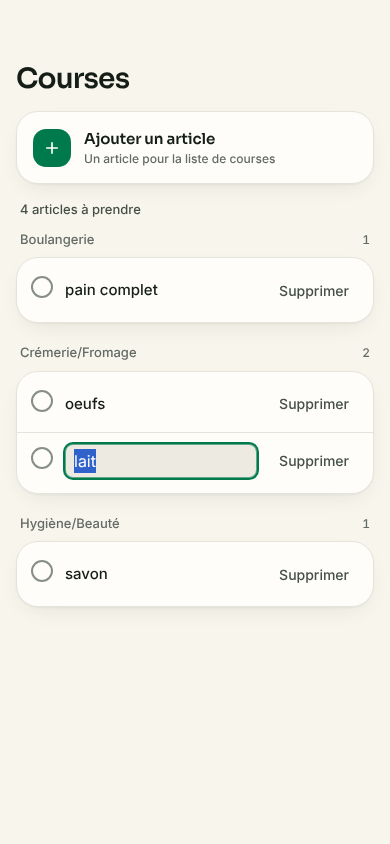 Courses
Ajouter un article
Un article pour la liste de courses
4 articles à prendre
Boulangerie 1
pain complet Supprimer
Crémerie/Fromage 2
oeufs Supprimer
lait Supprimer
Hygiène/Beauté 1
savon Supprimer